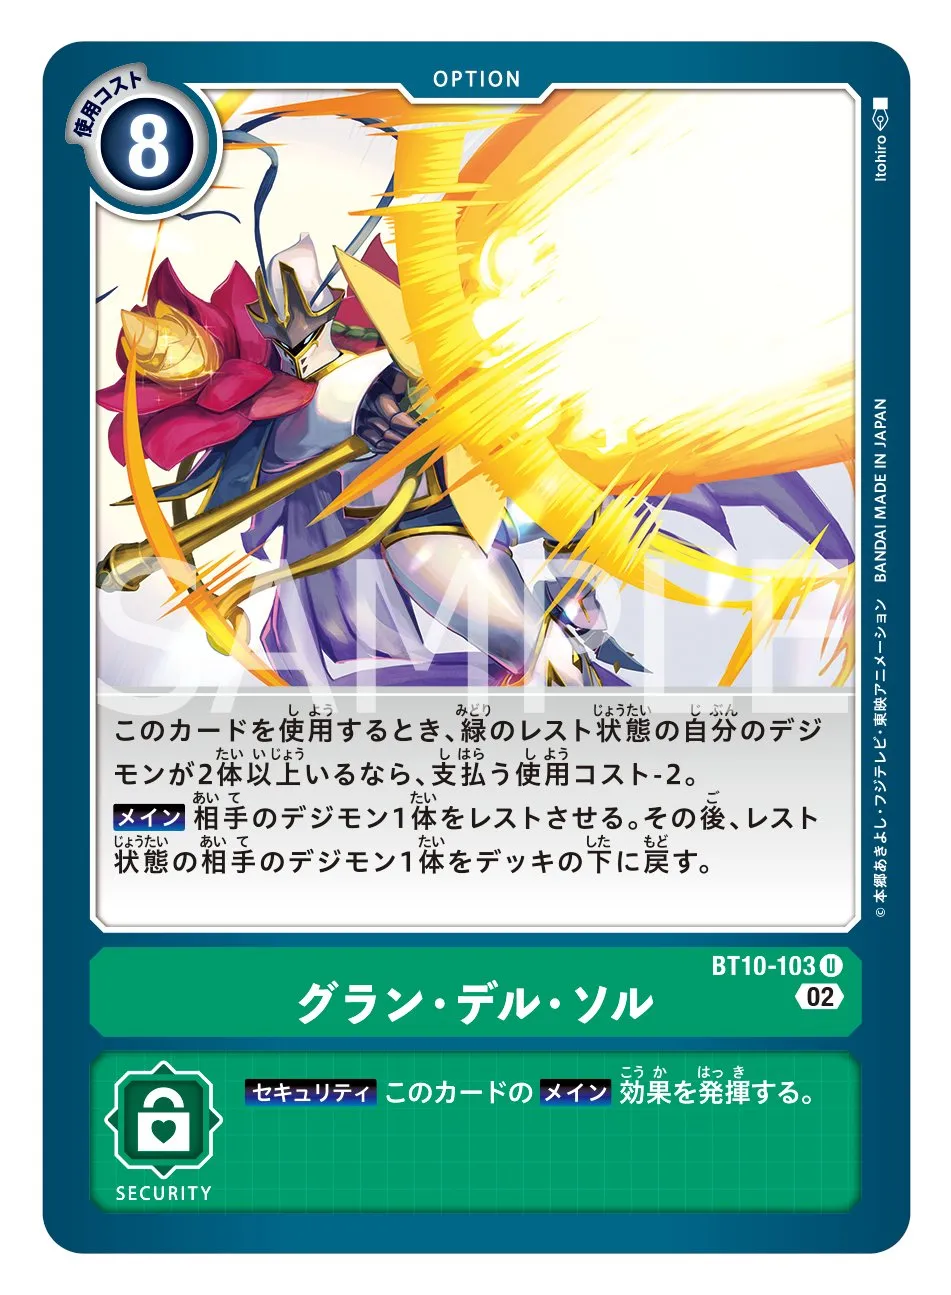 OPTION
使用コスト
8
Itohiro
SAMPLE
このカードを使用するとき、緑のレスト状態の自分のデジ
モンが2体以上いるなら、支払う使用コスト-2。
メイン 相手のデジモン1体をレストさせる。その後、レスト
状態の相手のデジモン1体をデッキの下に戻す。
© 本郷あきよし・フジテレビ・東映アニメーション BANDAI MADE IN JAPAN
BT10-103 U
グラン・デル・ソル
02
セキュリティ このカードの メイン 効果を発揮する。
SECURITY